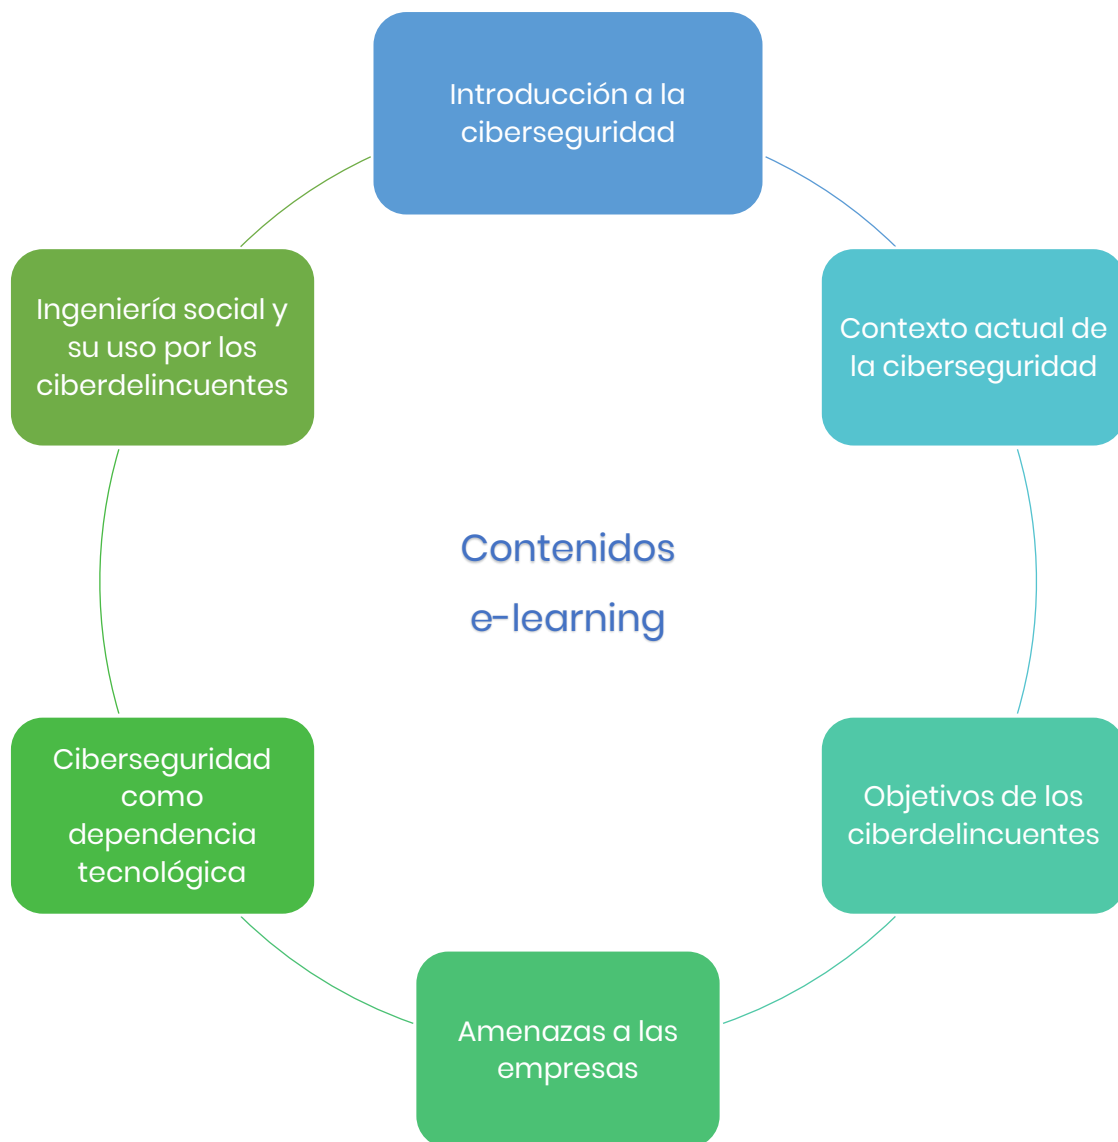 Introducción a la
ciberseguridad
Contexto actual de
la ciberseguridad
Objetivos de los
ciberdelincuentes
Amenazas a las
empresas
Ciberseguridad
como
dependencia
tecnológica
Ingeniería social y
su uso por los
ciberdelincuentes
Contenidos
e-learning